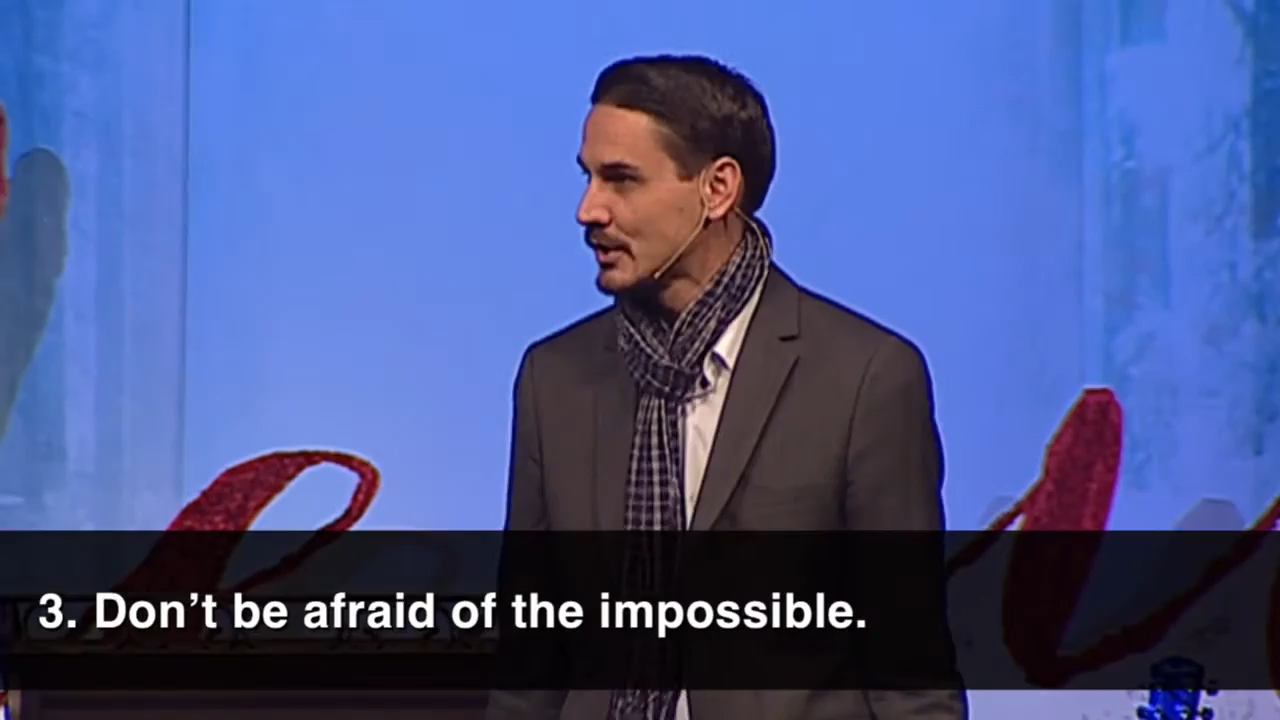 3. Don’t be afraid of the impossible.